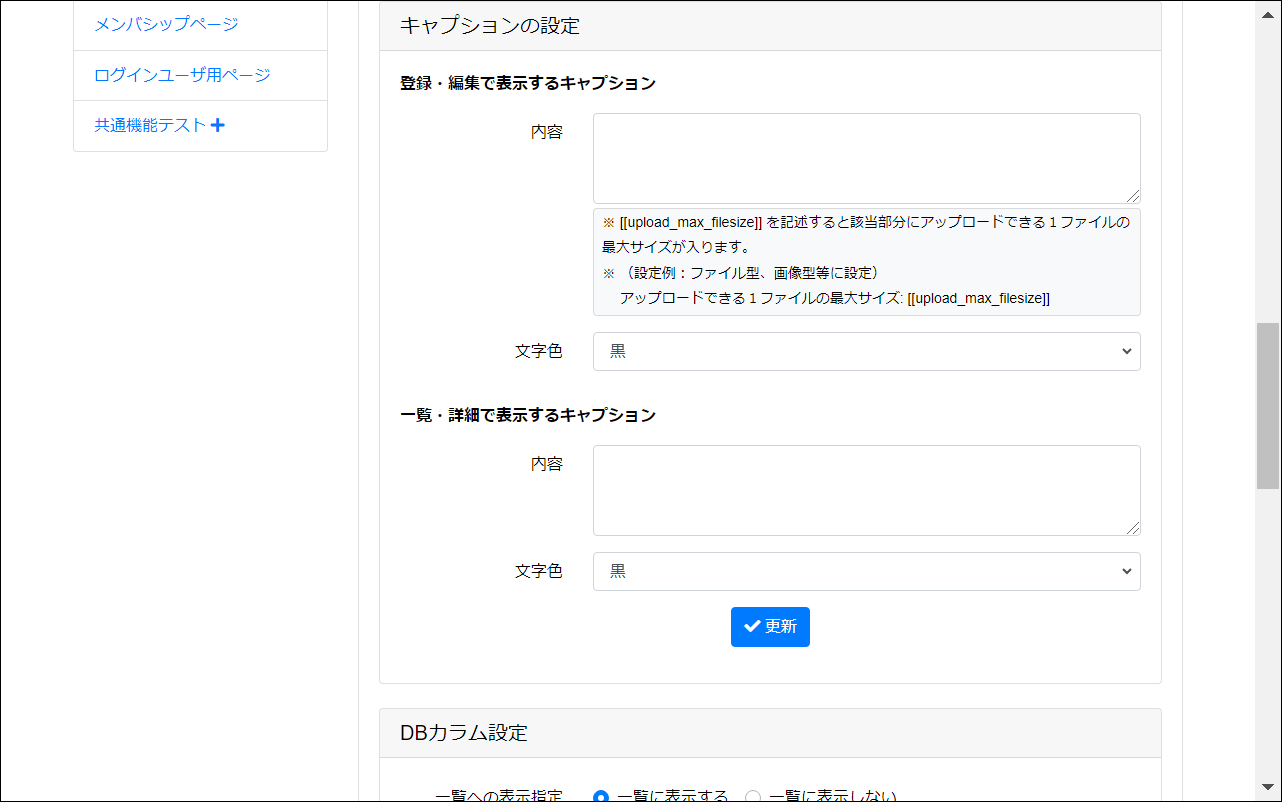 メンバシップページ
ログインユーザ用ページ
共通機能テスト
キャプションの設定
登録・編集で表示するキャプション
内容
※ [[upload_max_filesize]] を記述すると該当部分にアップロードできる１ファイルの
最大サイズが入ります。
※ （設定例：ファイル型、画像型等に設定）
アップロードできる１ファイルの最大サイズ: [[upload_max_filesize]]
文字色
黒
一覧・詳細で表示するキャプション
内容
文字色
黒
更新
DBカラム設定
一覧への表示指定 一覧に表示する 一覧に表示しない